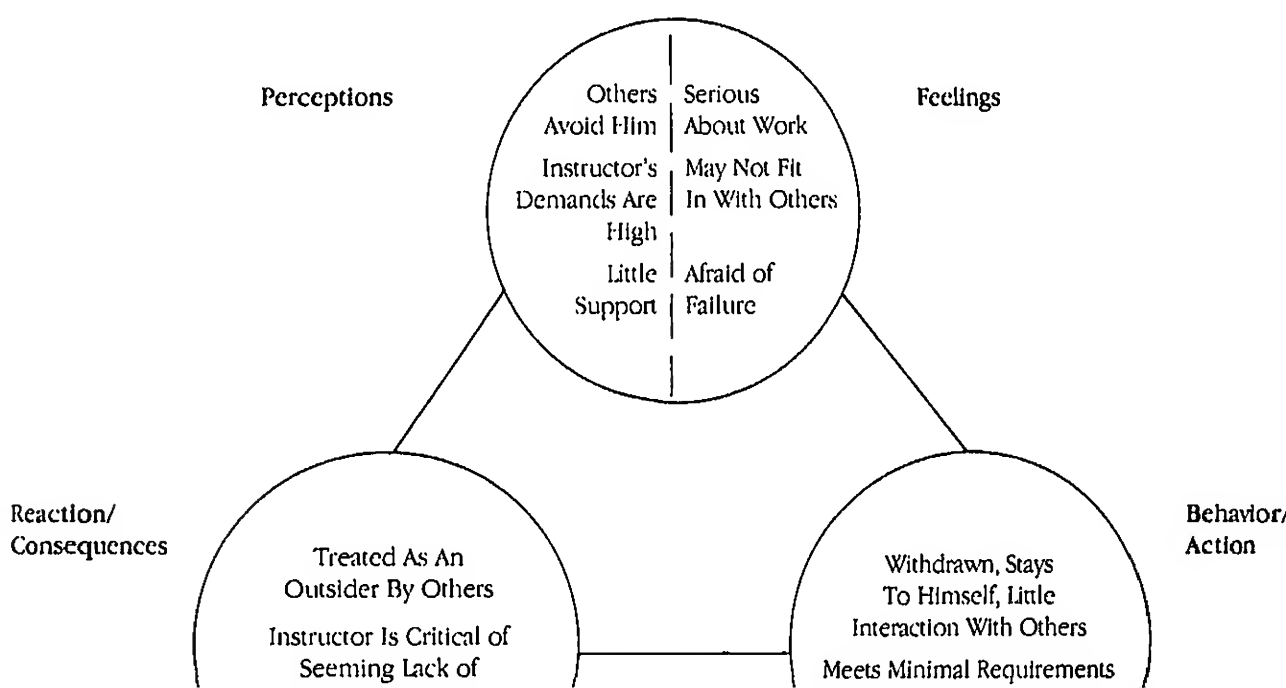 Perceptions
Feelings
Others
Avoid Him
Instructor's
Demands Are
High
Little
Support
Serious
About Work
May Not Fit
In With Others
Afraid of
Failure
Reaction/
Consequences
Treated As An
Outsider By Others
Instructor Is Critical of
Seeming Lack of
Behavior/
Action
Withdrawn, Stays
To Himself, Little
Interaction With Others
Meets Minimal Requirements